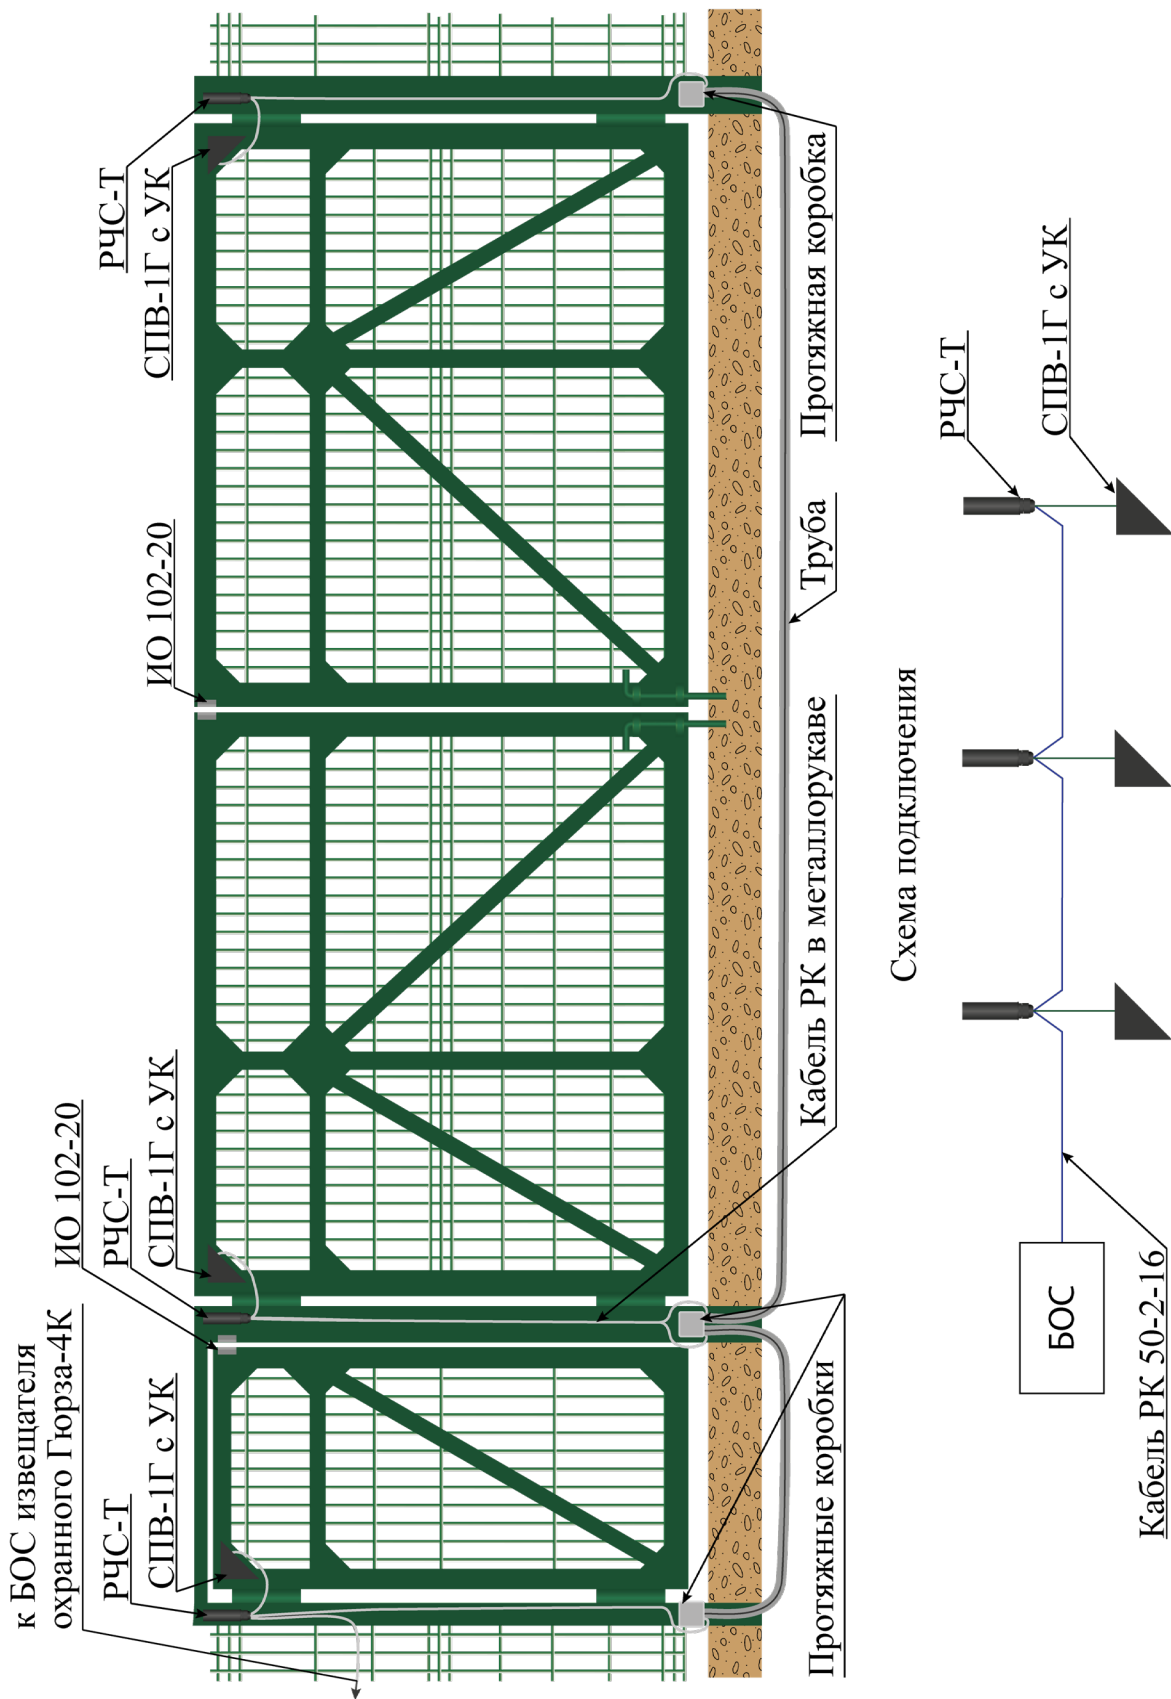 к БОС извещателя
охранного Гюрза-4К
РЧС-Т
СПВ-1Г с УК
ИО 102-20
РЧС-Т
СПВ-1Г с УК
ИО 102-20
РЧС-Т
СПВ-1Г с УК
Протяжные коробки
Кабель РК в металлорукаве
Труба
Протяжная коробка
Схема подключения
БОС
Кабель РК 50-2-16
РЧС-Т
СПВ-1Г с УК